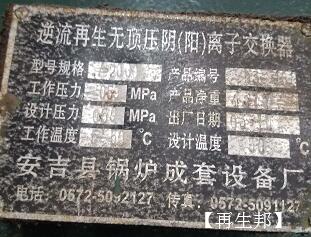 逆流再生无顶压阴(阳)离子交换器
型号规格 产品编号
工作压力 MPa 产品净重
设计压力 MPa 出厂日期
工作温度 ℃ 设计温度 ℃
安吉县锅炉成套设备厂
电话: 0572-5092127 传真: 0572-5091127
【再生邦】